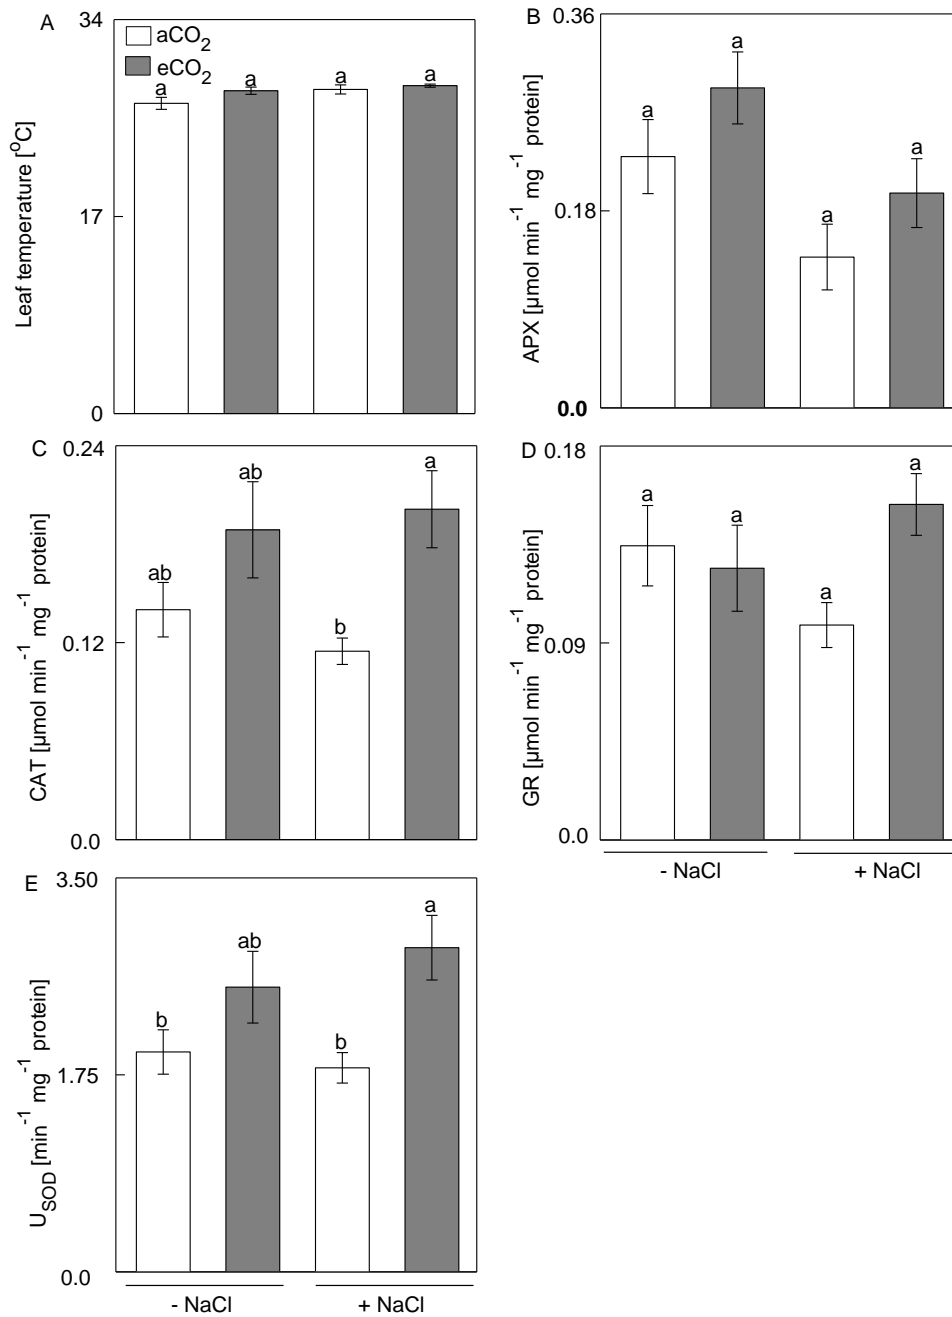 A
34
aCO2
eCO2
a
a
a
a
Leaf temperature [°C]
17
0
B
0.36
a
a
a
a
APX [µmol min-1 mg-1 protein]
0.18
0.0
C
0.24
ab
ab
b
a
CAT [µmol min-1 mg-1 protein]
0.12
0.0
D
0.18
a
a
a
a
GR [µmol min-1 mg-1 protein]
0.09
0.0
- NaCl
+ NaCl
E
3.50
b
ab
b
a
USOD [min-1 mg-1 protein]
1.75
0.0
- NaCl
+ NaCl